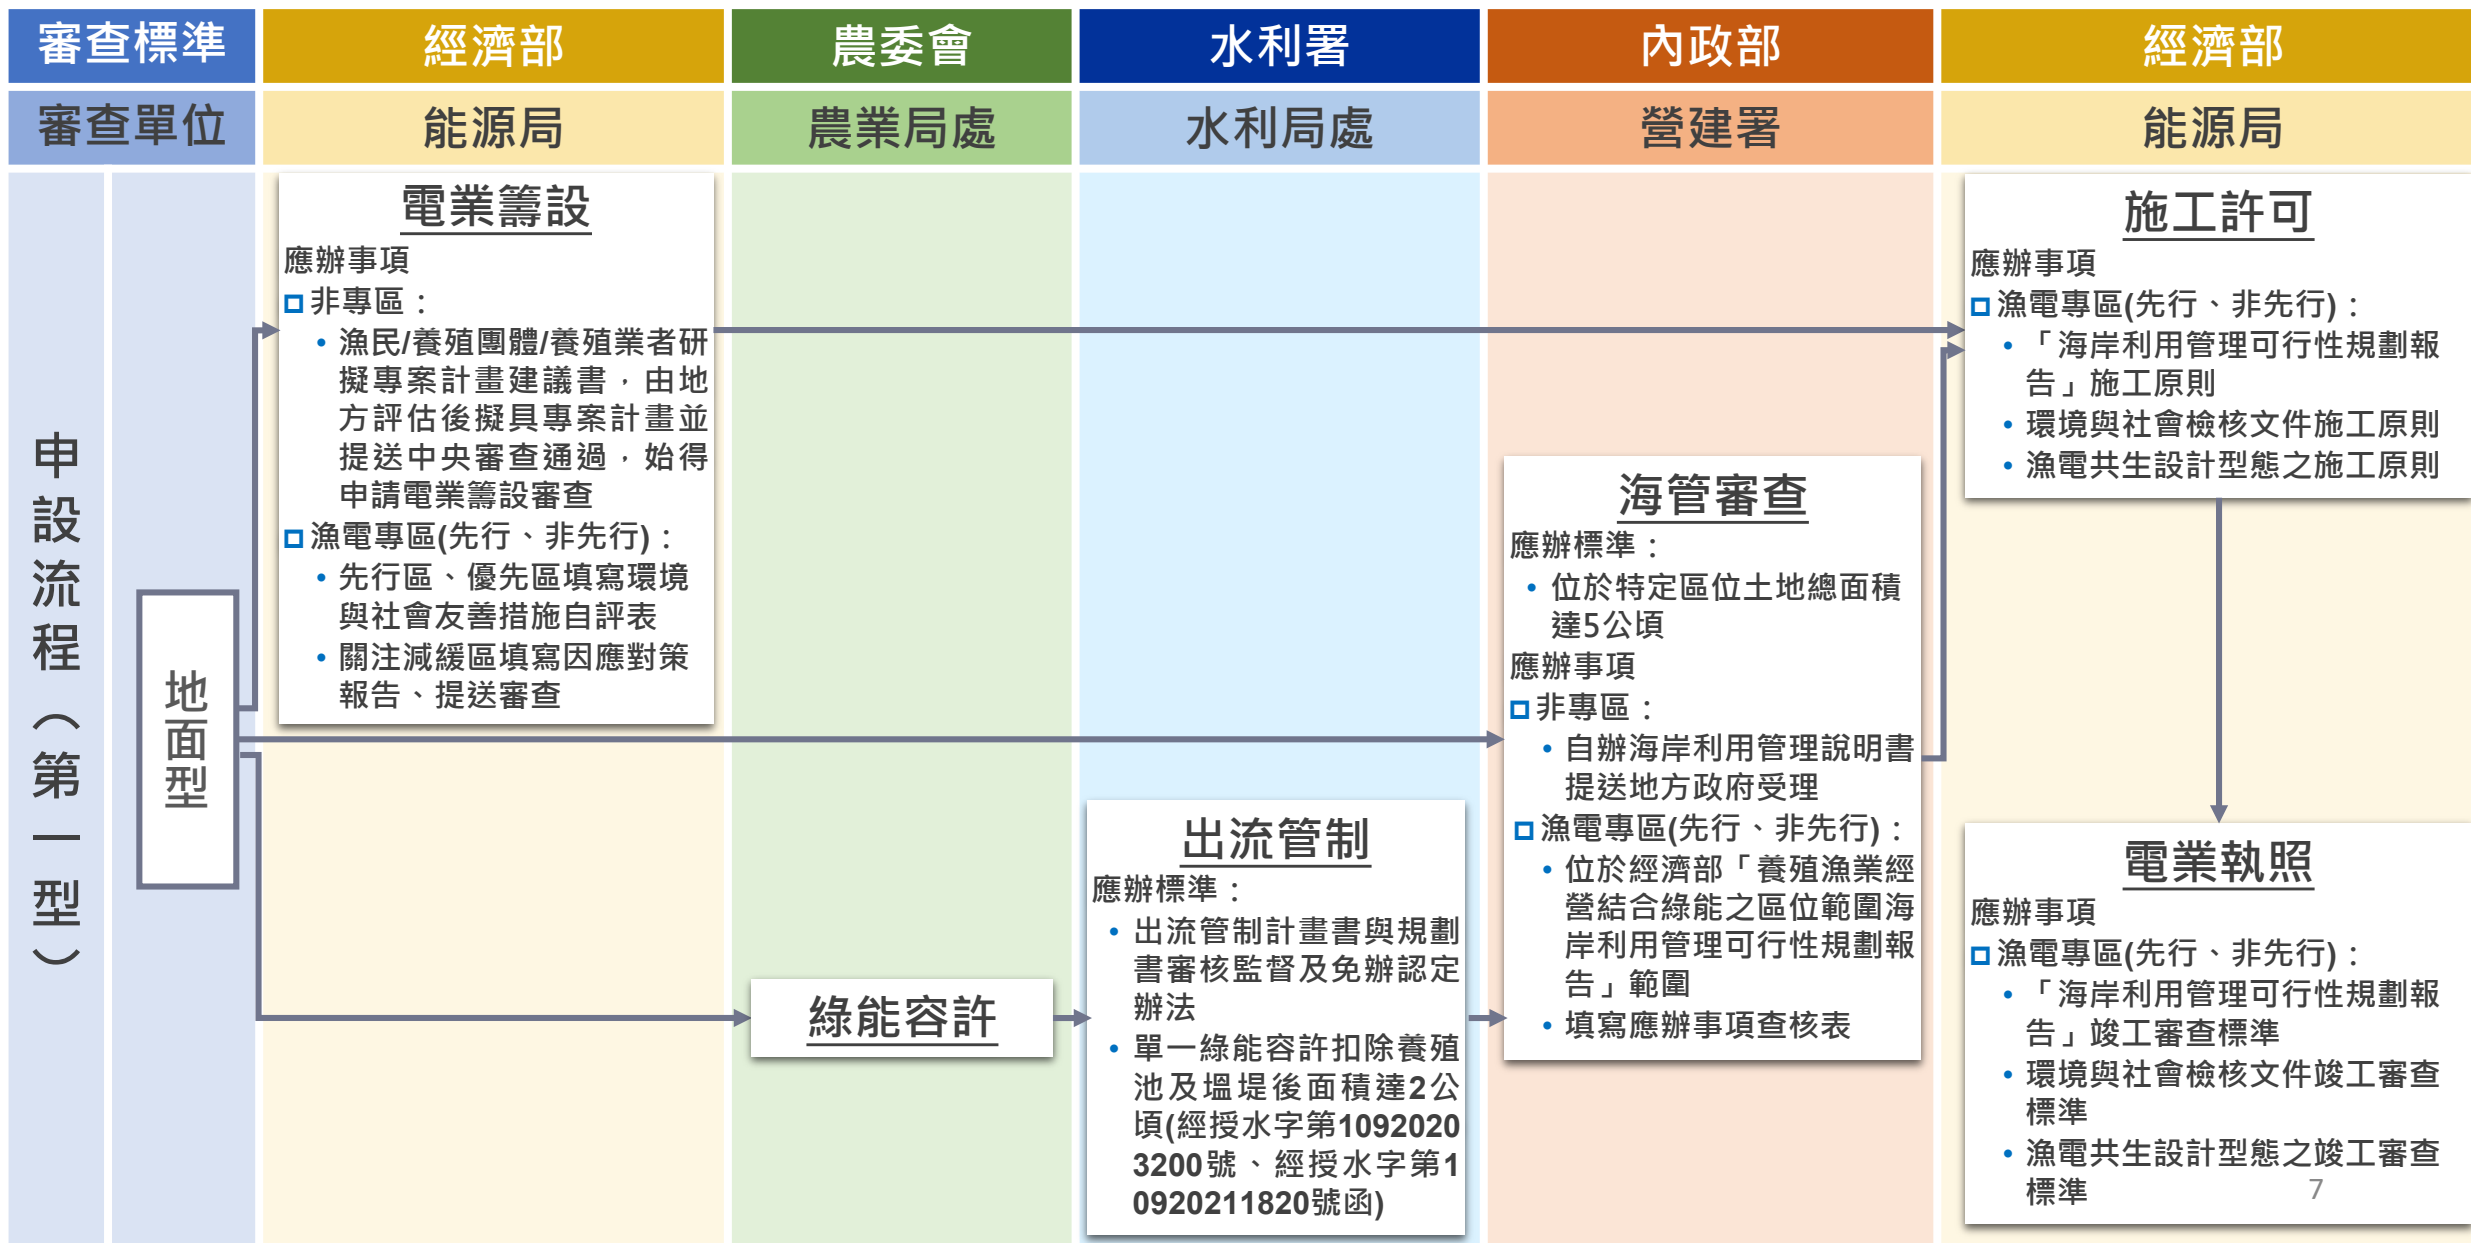 審查標準
經濟部
農委會
水利署
內政部
經濟部
審查單位
能源局
農業局處
水利局處
營建署
能源局
申設流程（第一型）
地面型
電業籌設
應辦事項
非專區：
• 漁民/養殖團體/養殖業者研
擬專案計畫建議書，由地
方評估後擬具專案計畫並
提送中央審查通過，始得
申請電業籌設審查
漁電專區(先行、非先行)：
• 先行區、優先區填寫環境
與社會友善措施自評表
• 關注減緩區填寫因應對策
報告、提送審查
綠能容許
出流管制
應辦標準：
• 出流管制計畫書與規劃
書審核監督及免辦認定
辦法
• 單一綠能容許扣除養殖
池及塭堤後面積達2公
頃(經授水字第1092020
3200號、經授水字第1
0920211820號函)
海管審查
應辦標準：
• 位於特定區位土地總面積
達5公頃
應辦事項
非專區：
• 自辦海岸利用管理說明書
提送地方政府受理
漁電專區(先行、非先行)：
• 位於經濟部「養殖漁業經
營結合綠能之區位範圍海
岸利用管理可行性規劃報
告」範圍
• 填寫應辦事項查核表
施工許可
應辦事項
漁電專區(先行、非先行)：
• 「海岸利用管理可行性規劃報
告」施工原則
• 環境與社會檢核文件施工原則
• 漁電共生設計型態之施工原則
電業執照
應辦事項
漁電專區(先行、非先行)：
• 「海岸利用管理可行性規劃報
告」竣工審查標準
• 環境與社會檢核文件竣工審查
標準
• 漁電共生設計型態之竣工審查
標準
7